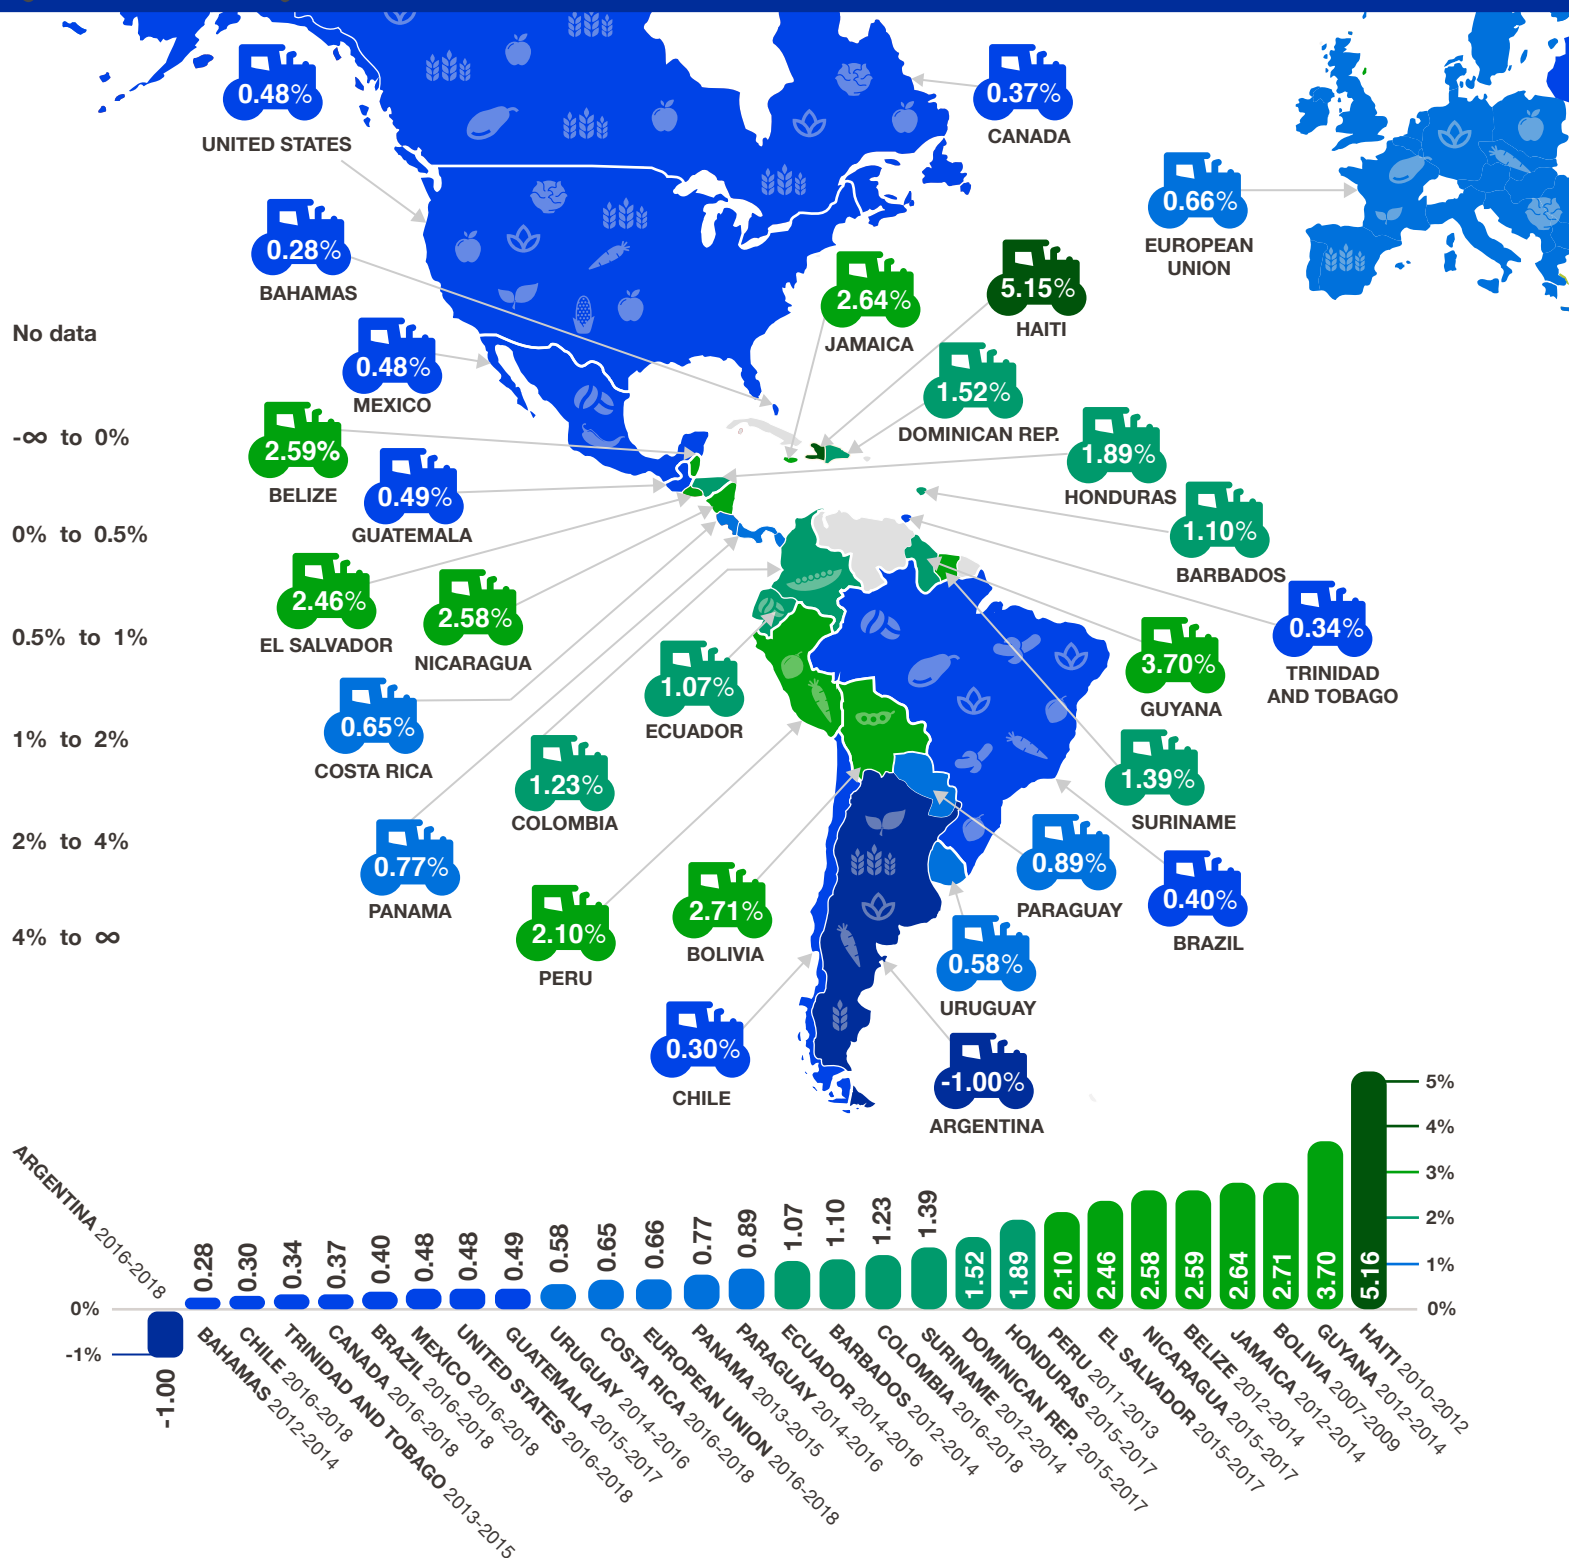 0.48%
UNITED STATES
0.37%
CANADA
0.66%
EUROPEAN
UNION
0.28%
BAHAMAS
2.64%
JAMAICA
5.15%
HAITI
No data
0.48%
MEXICO
1.52%
DOMINICAN REP.
-∞ to 0%
2.59%
BELIZE
0.49%
GUATEMALA
1.89%
HONDURAS
0% to 0.5%
1.10%
BARBADOS
2.46%
EL SALVADOR
2.58%
NICARAGUA
0.34%
TRINIDAD
AND TOBAGO
0.5% to 1%
3.70%
GUYANA
1.07%
ECUADOR
0.65%
COSTA RICA
1% to 2%
1.23%
COLOMBIA
1.39%
SURINAME
2% to 4%
0.77%
PANAMA
0.89%
PARAGUAY
0.40%
BRAZIL
2.10%
PERU
2.71%
BOLIVIA
4% to ∞
0.58%
URUGUAY
0.30%
CHILE
-1.00%
ARGENTINA
5%
4%
3%
2%
1%
0%
0%
-1%
ARGENTINA 2016-2018
-1.00
0.28
0.30
0.34
0.37
0.40
0.48
0.48
0.49
0.58
0.65
0.66
0.77
0.89
1.07
1.10
1.23
1.39
1.52
1.89
2.10
2.46
2.58
2.59
2.64
2.71
3.70
5.16
BAHAMAS 2012-2014
CHILE 2016-2018
TRINIDAD AND TOBAGO 2013-2015
CANADA 2016-2018
BRAZIL 2016-2018
MEXICO 2016-2018
UNITED STATES 2016-2018
GUATEMALA 2015-2017
URUGUAY 2014-2016
COSTA RICA 2016-2018
EUROPEAN UNION 2016-2018
PANAMA 2013-2015
PARAGUAY 2014-2016
ECUADOR 2014-2016
BARBADOS 2012-2014
COLOMBIA 2016-2018
SURINAME 2012-2014
DOMINICAN REP. 2015-2017
HONDURAS 2015-2017
PERU 2011-2013
EL SALVADOR 2015-2017
NICARAGUA 2015-2017
BELIZE 2012-2014
JAMAICA 2012-2014
BOLIVIA 2007-2009
GUYANA 2012-2014
HAITI 2010-2012